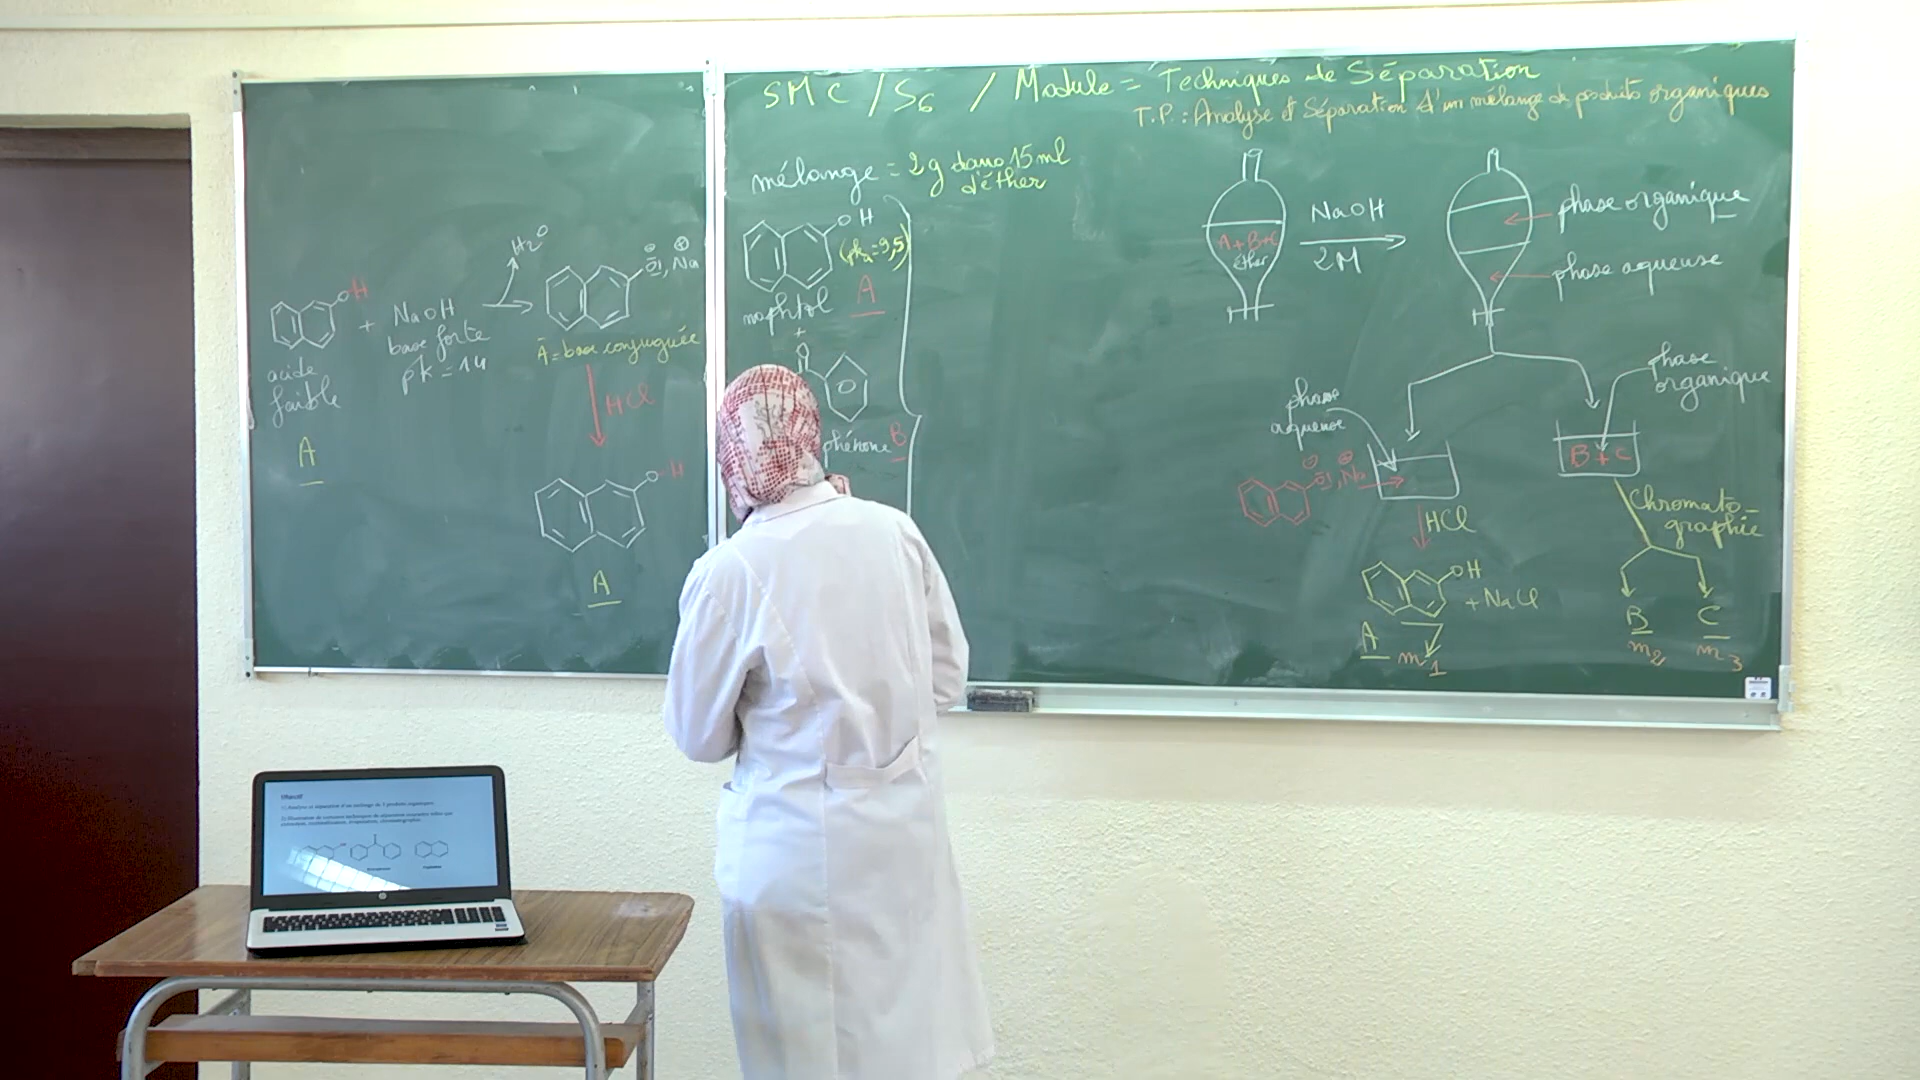 SMC / S6 / Module = Techniques de Séparation
T.P.: Analyse et Séparation d'un mélange de produits organiques
H2O
OH
+ NaOH
base forte
pk = 14
acide
faible
A
Ō|, Na
Ā = base conjuguée
HCl
OH
A
mélange = 2g dans 15 ml
d'éther
OH
(pka = 9,5)
naphtol A
+
O
phénone B
A+B+C
éther
NaOH
2M
phase organique
phase aqueuse
phase
organique
phase
aqueuse
Ō|, Na
B + C
HCl
OH
+ NaCl
A
m1
Chromato-
graphie
B C
m2 m3
Objectif